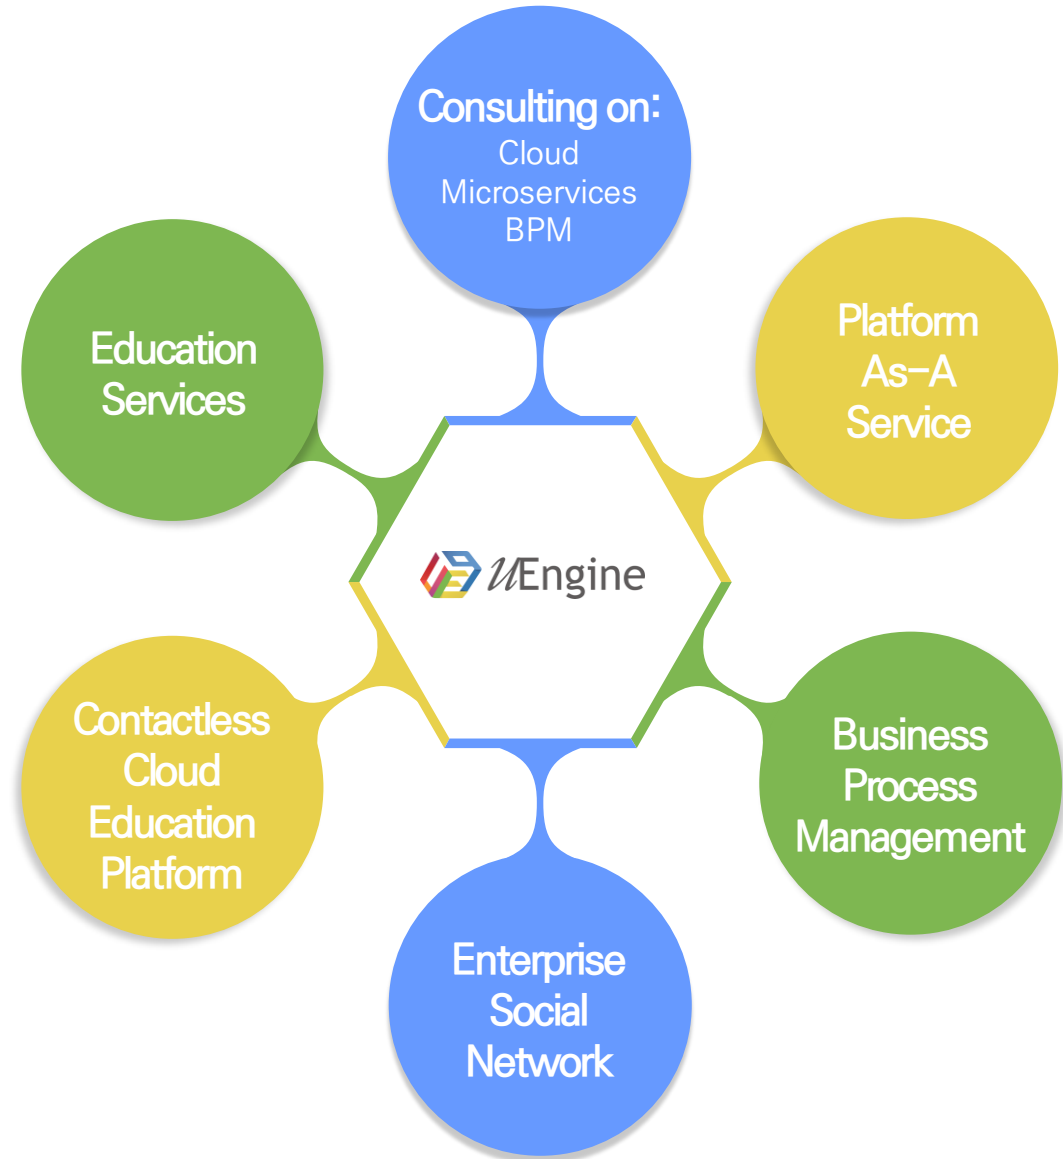 Consulting on:
Cloud
Microservices
BPM
Education
Services
Platform
As-A
Service
uEngine
Contactless
Cloud
Education
Platform
Business
Process
Management
Enterprise
Social
Network